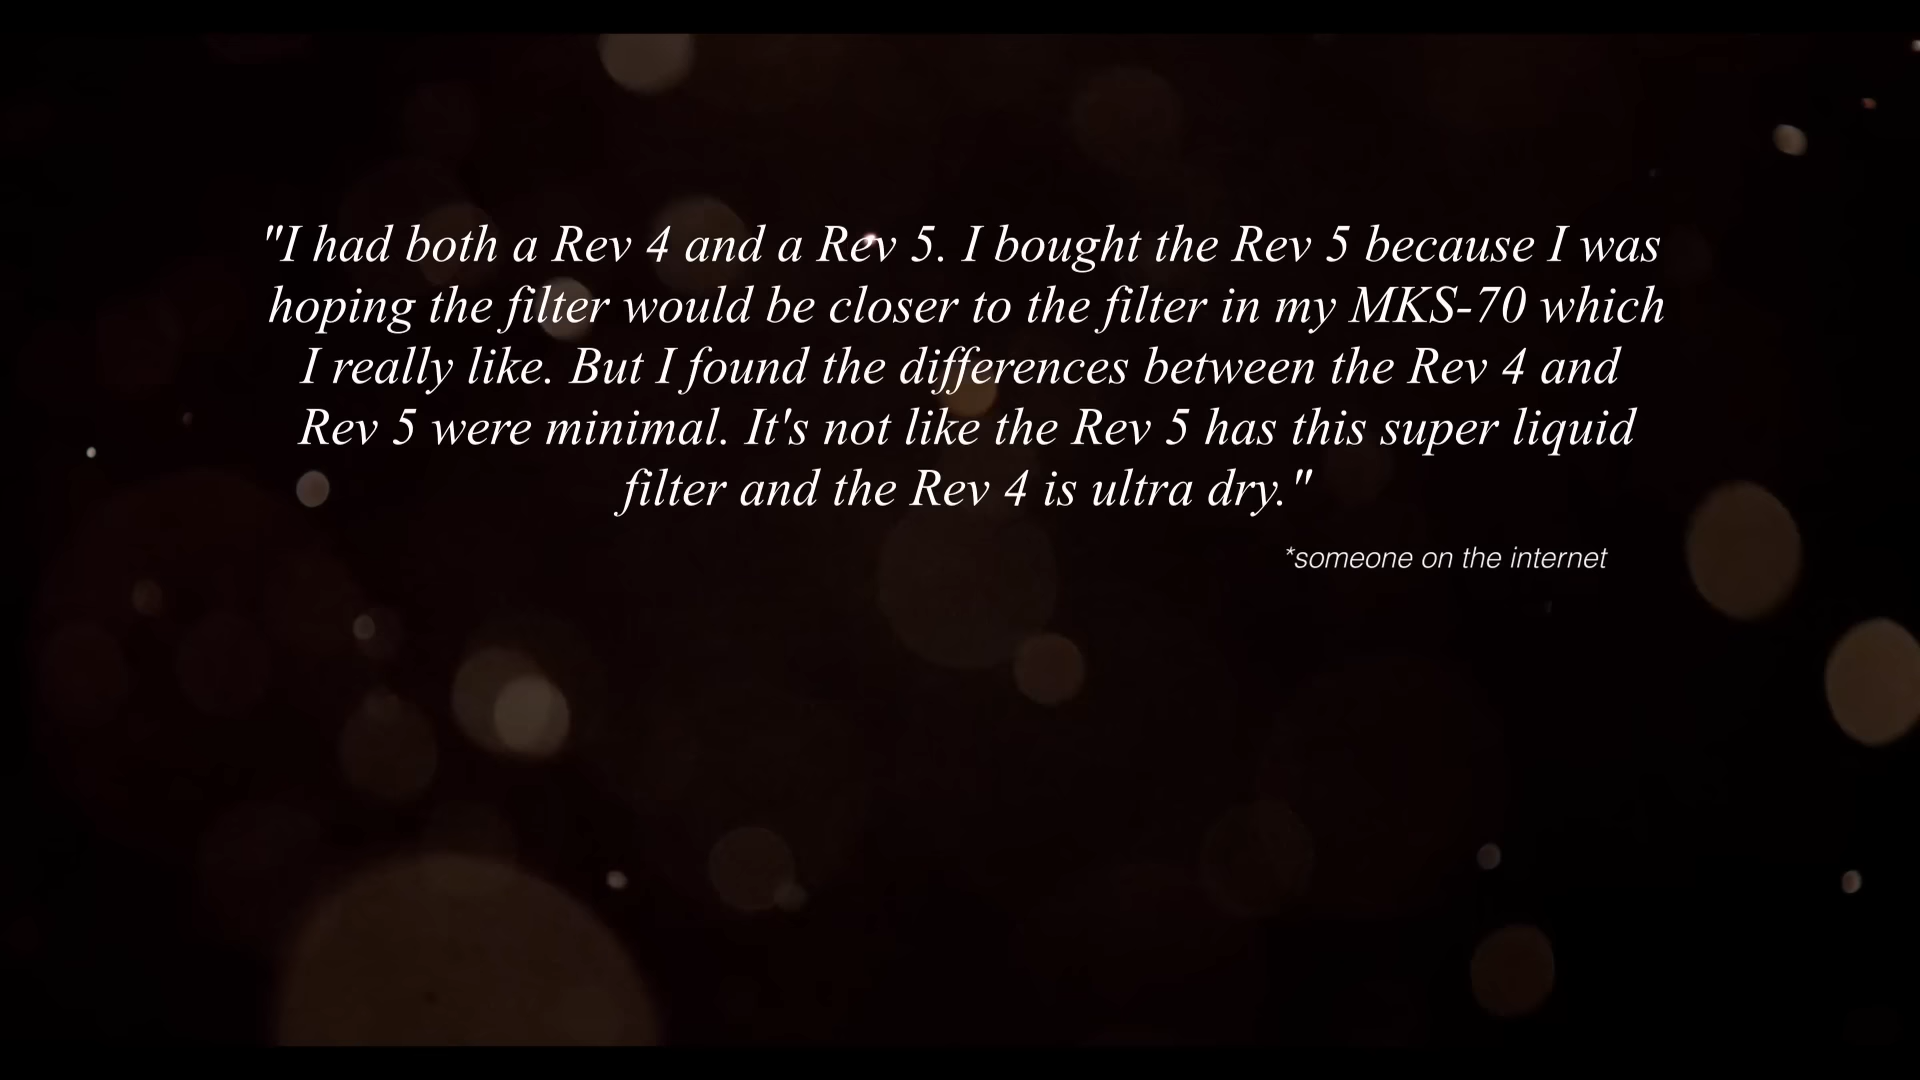 "I had both a Rev 4 and a Rev 5. I bought the Rev 5 because I was
hoping the filter would be closer to the filter in my MKS-70 which
I really like. But I found the differences between the Rev 4 and
Rev 5 were minimal. It's not like the Rev 5 has this super liquid
filter and the Rev 4 is ultra dry."
*someone on the internet